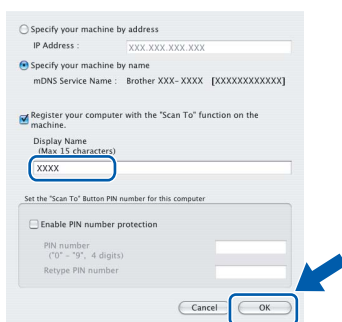 Specify your machine by address
IP Address : XXX.XXX.XXX.XXX
Specify your machine by name
mDNS Service Name : Brother XXX-XXXX [XXXXXXXXXXXX]
Register your computer with the "Scan To" function on the
machine.
Display Name
(Max 15 characters)
XXXX
Set the "Scan To" Button PIN number for this computer
Enable PIN number protection
PIN number
("0" - "9", 4 digits)
Retype PIN number
Cancel OK